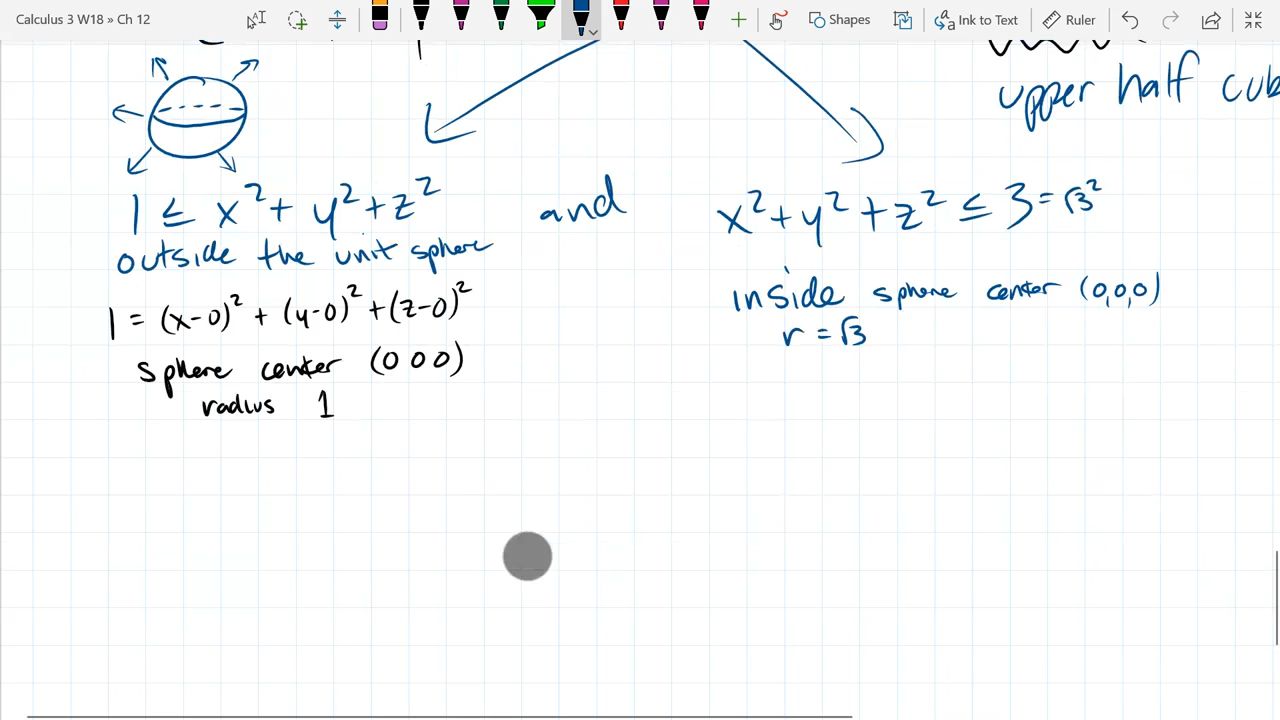 Calculus 3 W18 » Ch 12
Shapes
Ink to Text
Ruler
upper half cub
1 ≤ x² + y² + z² and x² + y² + z² ≤ 3 = √3²
outside the unit sphere
1 = (x-0)² + (y-0)² + (z-0)²
sphere center (0 0 0)
radius 1
inside sphere center (0,0,0)
r = √3